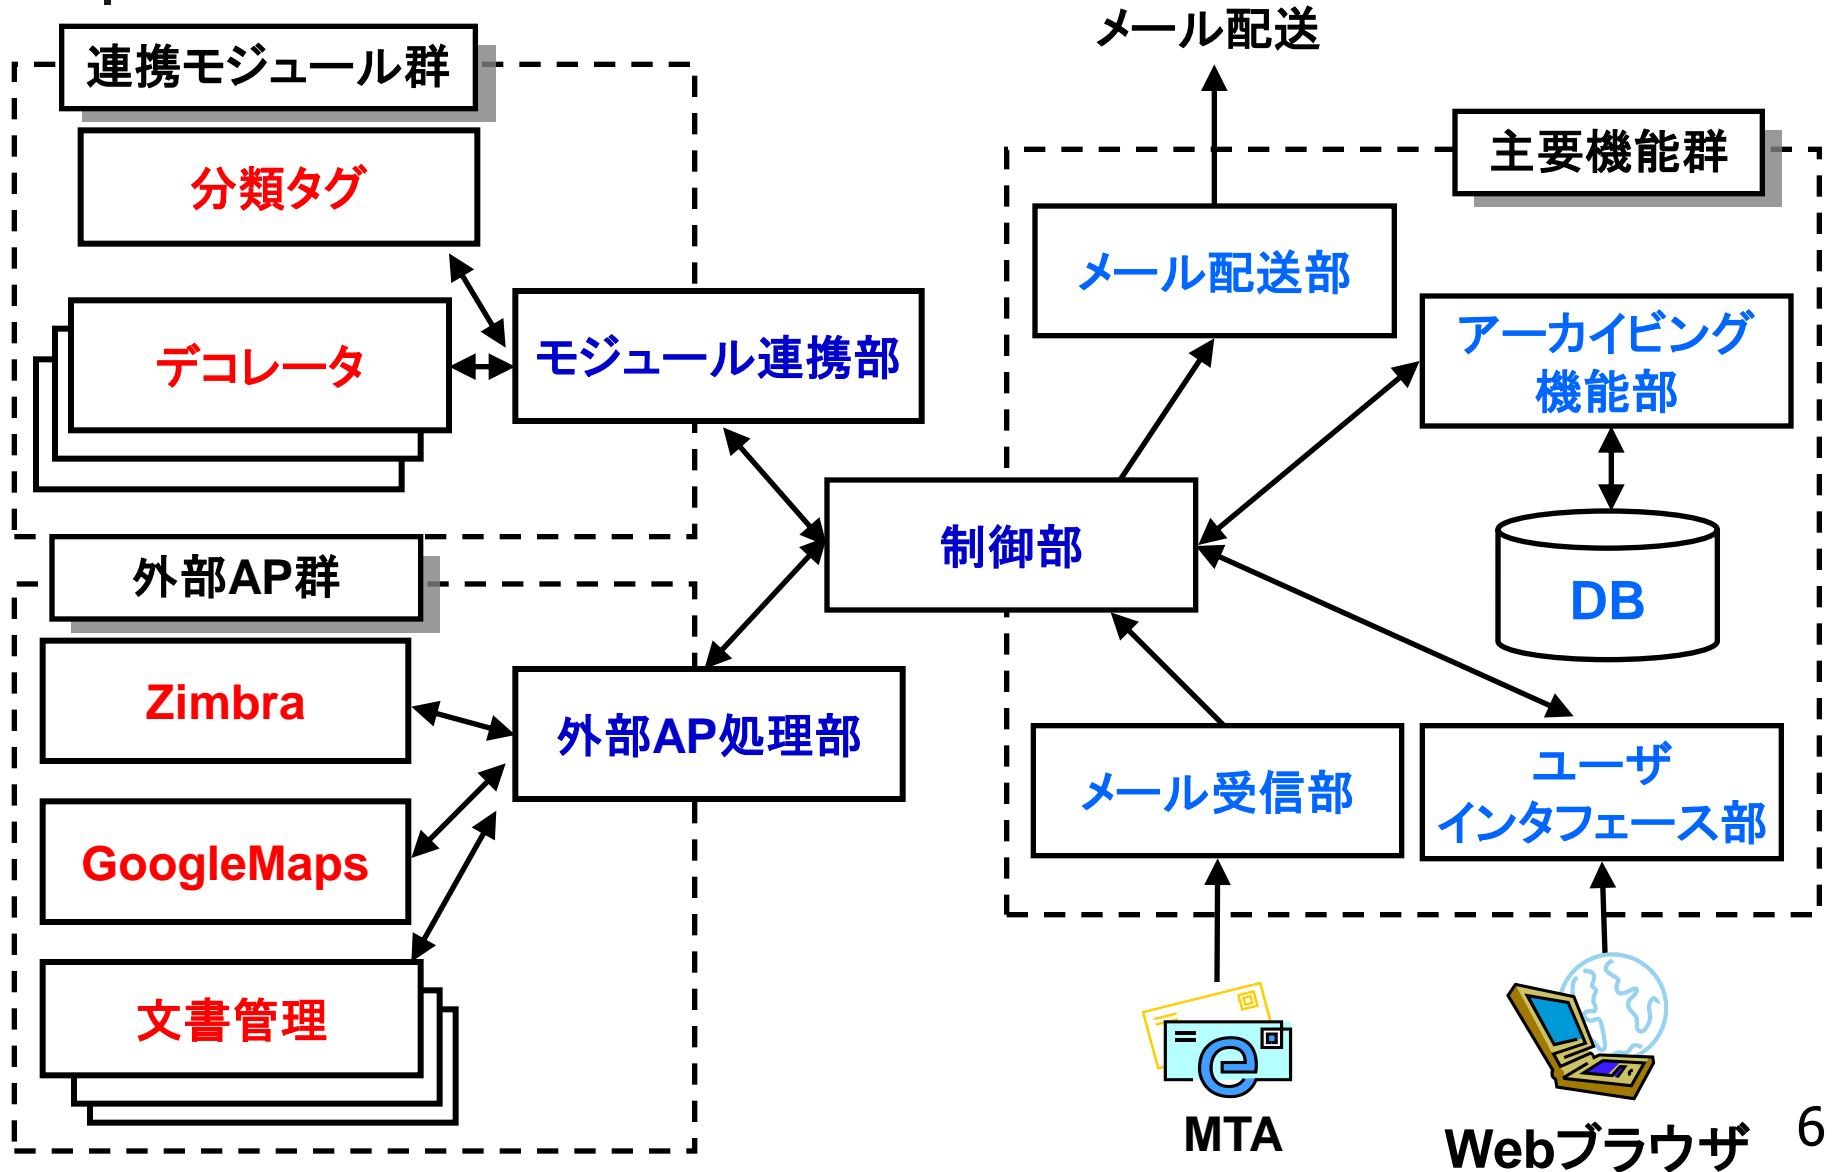 メール配送
連携モジュール群
主要機能群
分類タグ
メール配送部
デコレータ
モジュール連携部
アーカイビング
機能部
制御部
外部AP群
DB
Zimbra
外部AP処理部
メール受信部
ユーザ
インタフェース部
GoogleMaps
文書管理
e
MTA
Webブラウザ
6